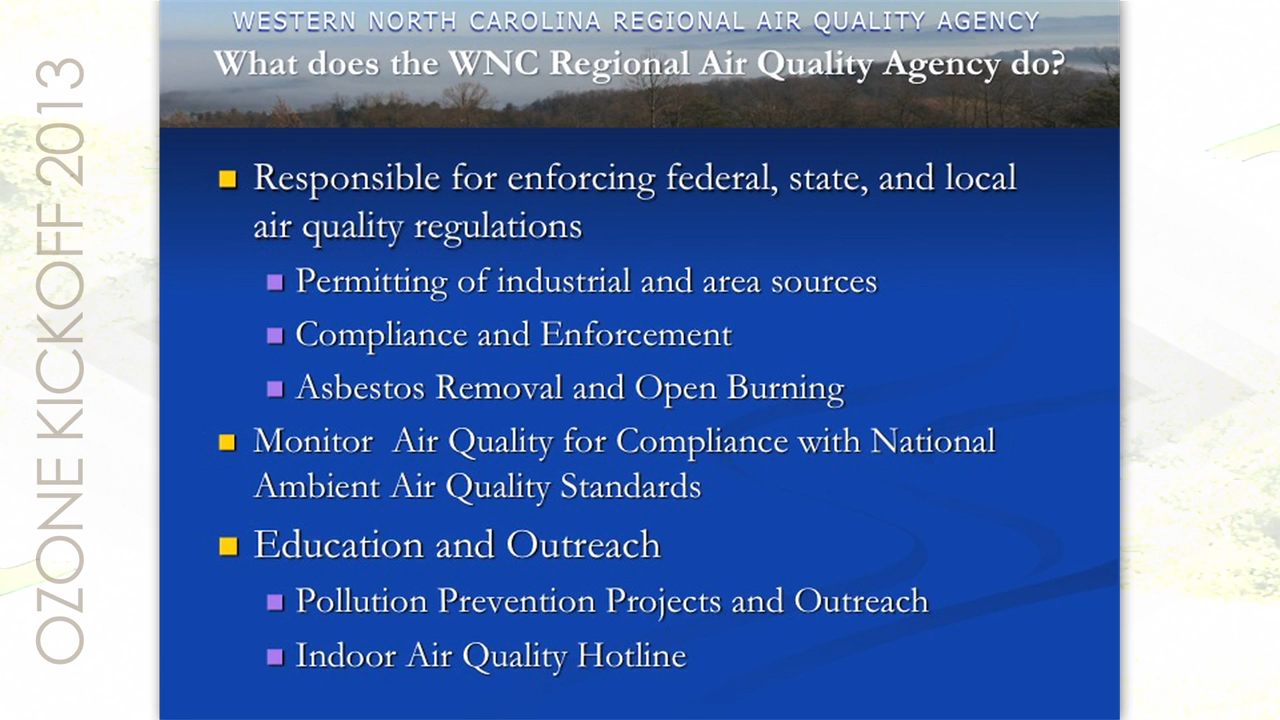 OZONE KICKOFF 2013
WESTERN NORTH CAROLINA REGIONAL AIR QUALITY AGENCY
What does the WNC Regional Air Quality Agency do?
Responsible for enforcing federal, state, and local
air quality regulations
Permitting of industrial and area sources
Compliance and Enforcement
Asbestos Removal and Open Burning
Monitor Air Quality for Compliance with National
Ambient Air Quality Standards
Education and Outreach
Pollution Prevention Projects and Outreach
Indoor Air Quality Hotline